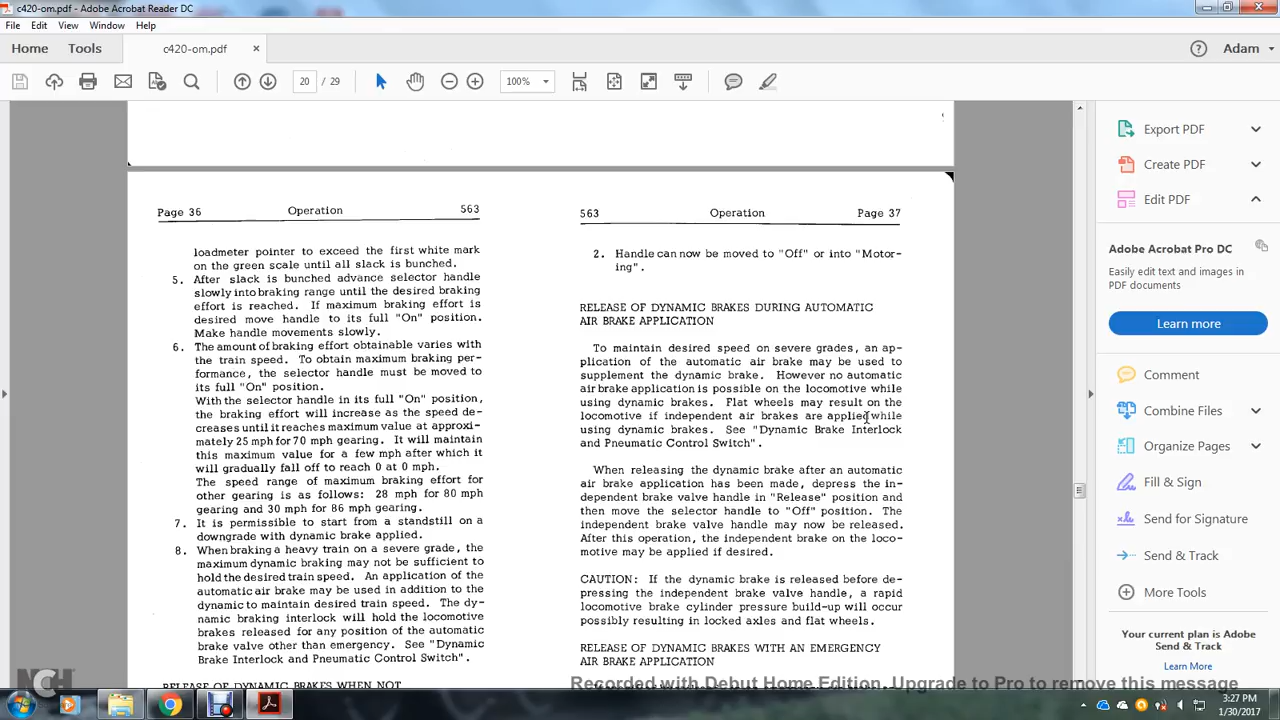 c420-om.pdf - Adobe Acrobat Reader DC
File Edit View Window Help
Home Tools c420-om.pdf × Adam
20 / 29 100%
Page 36 Operation 563
loadmeter pointer to exceed the first white mark
on the green scale until all slack is bunched.
5. After slack is bunched advance selector handle
slowly into braking range until the desired braking
effort is reached. If maximum braking effort is
desired move handle to its full "On" position.
Make handle movements slowly.
6. The amount of braking effort obtainable varies with
the train speed. To obtain maximum braking per-
formance, the selector handle must be moved to
its full "On" position.
With the selector handle in its full "On" position,
the braking effort will increase as the speed de-
creases until it reaches maximum value at approxi-
mately 25 mph for 70 mph gearing. It will maintain
this maximum value for a few mph after which it
will gradually fall off to reach 0 at 0 mph.
The speed range of maximum braking effort for
other gearing is as follows: 28 mph for 80 mph
gearing and 30 mph for 86 mph gearing.
7. It is permissible to start from a standstill on a
downgrade with dynamic brake applied.
8. When braking a heavy train on a severe grade, the
maximum dynamic braking may not be sufficient to
hold the desired train speed. An application of the
automatic air brake may be used in addition to the
dynamic to maintain desired train speed. The dy-
namic braking interlock will hold the locomotive
brakes released for any position of the automatic
brake valve other than emergency. See "Dynamic
Brake Interlock and Pneumatic Control Switch".
RELEASE OF DYNAMIC BRAKES WHEN NOT
563 Operation Page 37
2. Handle can now be moved to "Off" or into "Motor-
ing".
RELEASE OF DYNAMIC BRAKES DURING AUTOMATIC
AIR BRAKE APPLICATION
To maintain desired speed on severe grades, an ap-
plication of the automatic air brake may be used to
supplement the dynamic brake. However no automatic
air brake application is possible on the locomotive while
using dynamic brakes. Flat wheels may result on the
locomotive if independent air brakes are applied while
using dynamic brakes. See "Dynamic Brake Interlock
and Pneumatic Control Switch".
When releasing the dynamic brake after an automatic
air brake application has been made, depress the in-
dependent brake valve handle in "Release" position and
then move the selector handle to "Off" position. The
independent brake valve handle may now be released.
After this operation, the independent brake on the loco-
motive may be applied if desired.
CAUTION: If the dynamic brake is released before de-
pressing the independent brake valve handle, a rapid
locomotive brake cylinder pressure build-up will occur
possibly resulting in locked axles and flat wheels.
RELEASE OF DYNAMIC BRAKES WITH AN EMERGENCY
AIR BRAKE APPLICATION
Export PDF
Create PDF
Edit PDF
Adobe Acrobat Pro DC
Easily edit text and images in
PDF documents
Learn more
Comment
Combine Files
Organize Pages
Fill & Sign
Send for Signature
Send & Track
More Tools
Your current plan is Adobe
Send & Track
Learn More
NCH
Recorded with Debut Home Edition. Upgrade to Pro to remove this message
3:27 PM
1/30/2017